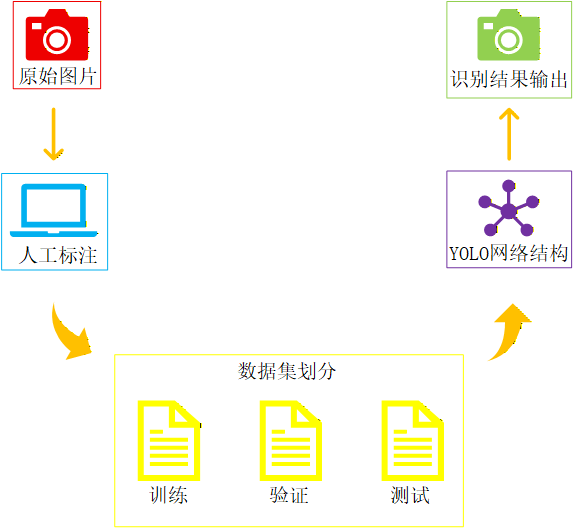 原始图片
人工标注
数据集划分
训练
验证
测试
YOLO网络结构
识别结果输出